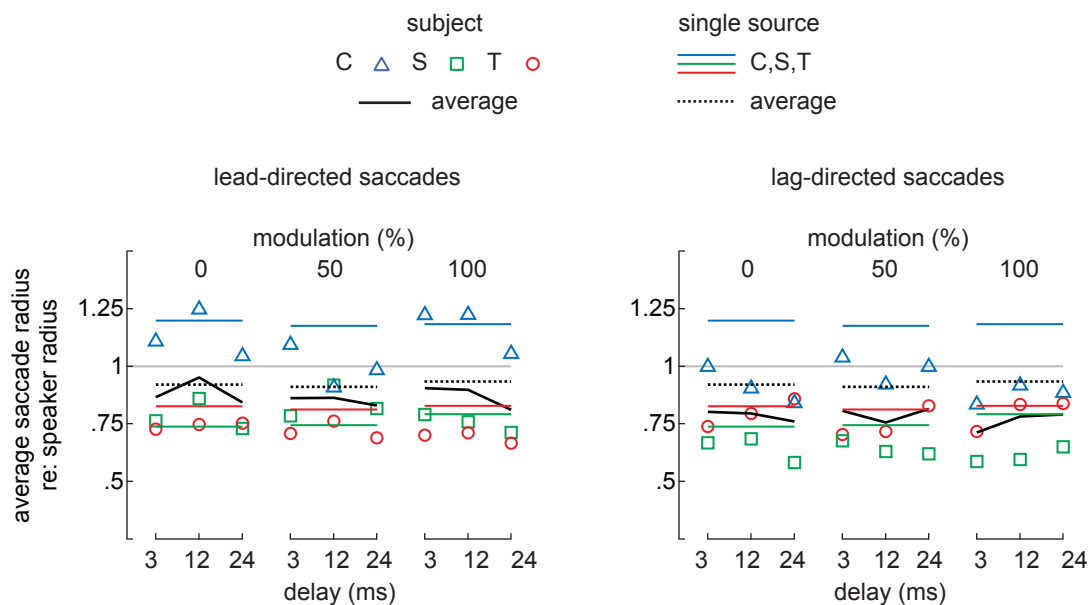 subject single source
C S T C,S,T
average average
lead-directed saccades lag-directed saccades
modulation (%) modulation (%)
0 50 100 0 50 100
average saccade radius
re: speaker radius
1.25 1.25
1 1
.75 .75
.5 .5
3 12 24 3 12 24 3 12 24 3 12 24 3 12 24 3 12 24
delay (ms) delay (ms)